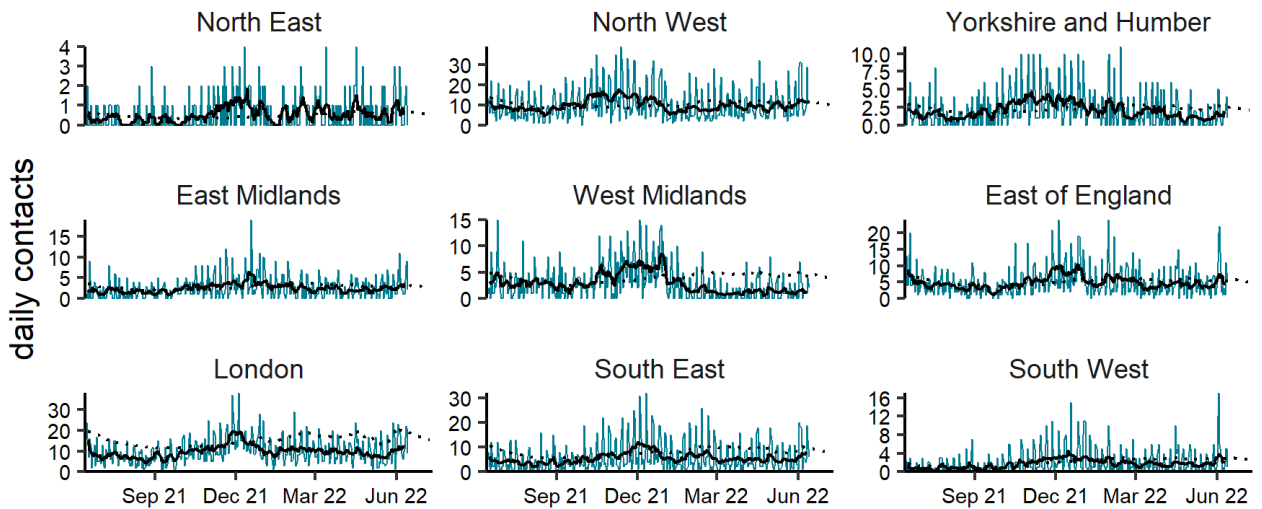 North East North West Yorkshire and Humber
4 3 2 1 0
30 20 10 0
10.0 7.5 5.0 2.5 0.0
daily contacts
East Midlands West Midlands East of England
15 10 5 0
15 10 5 0
20 15 10 5 0
London South East South West
30 20 10 0
30 20 10 0
16 12 8 4 0
Sep 21 Dec 21 Mar 22 Jun 22 Sep 21 Dec 21 Mar 22 Jun 22 Sep 21 Dec 21 Mar 22 Jun 22